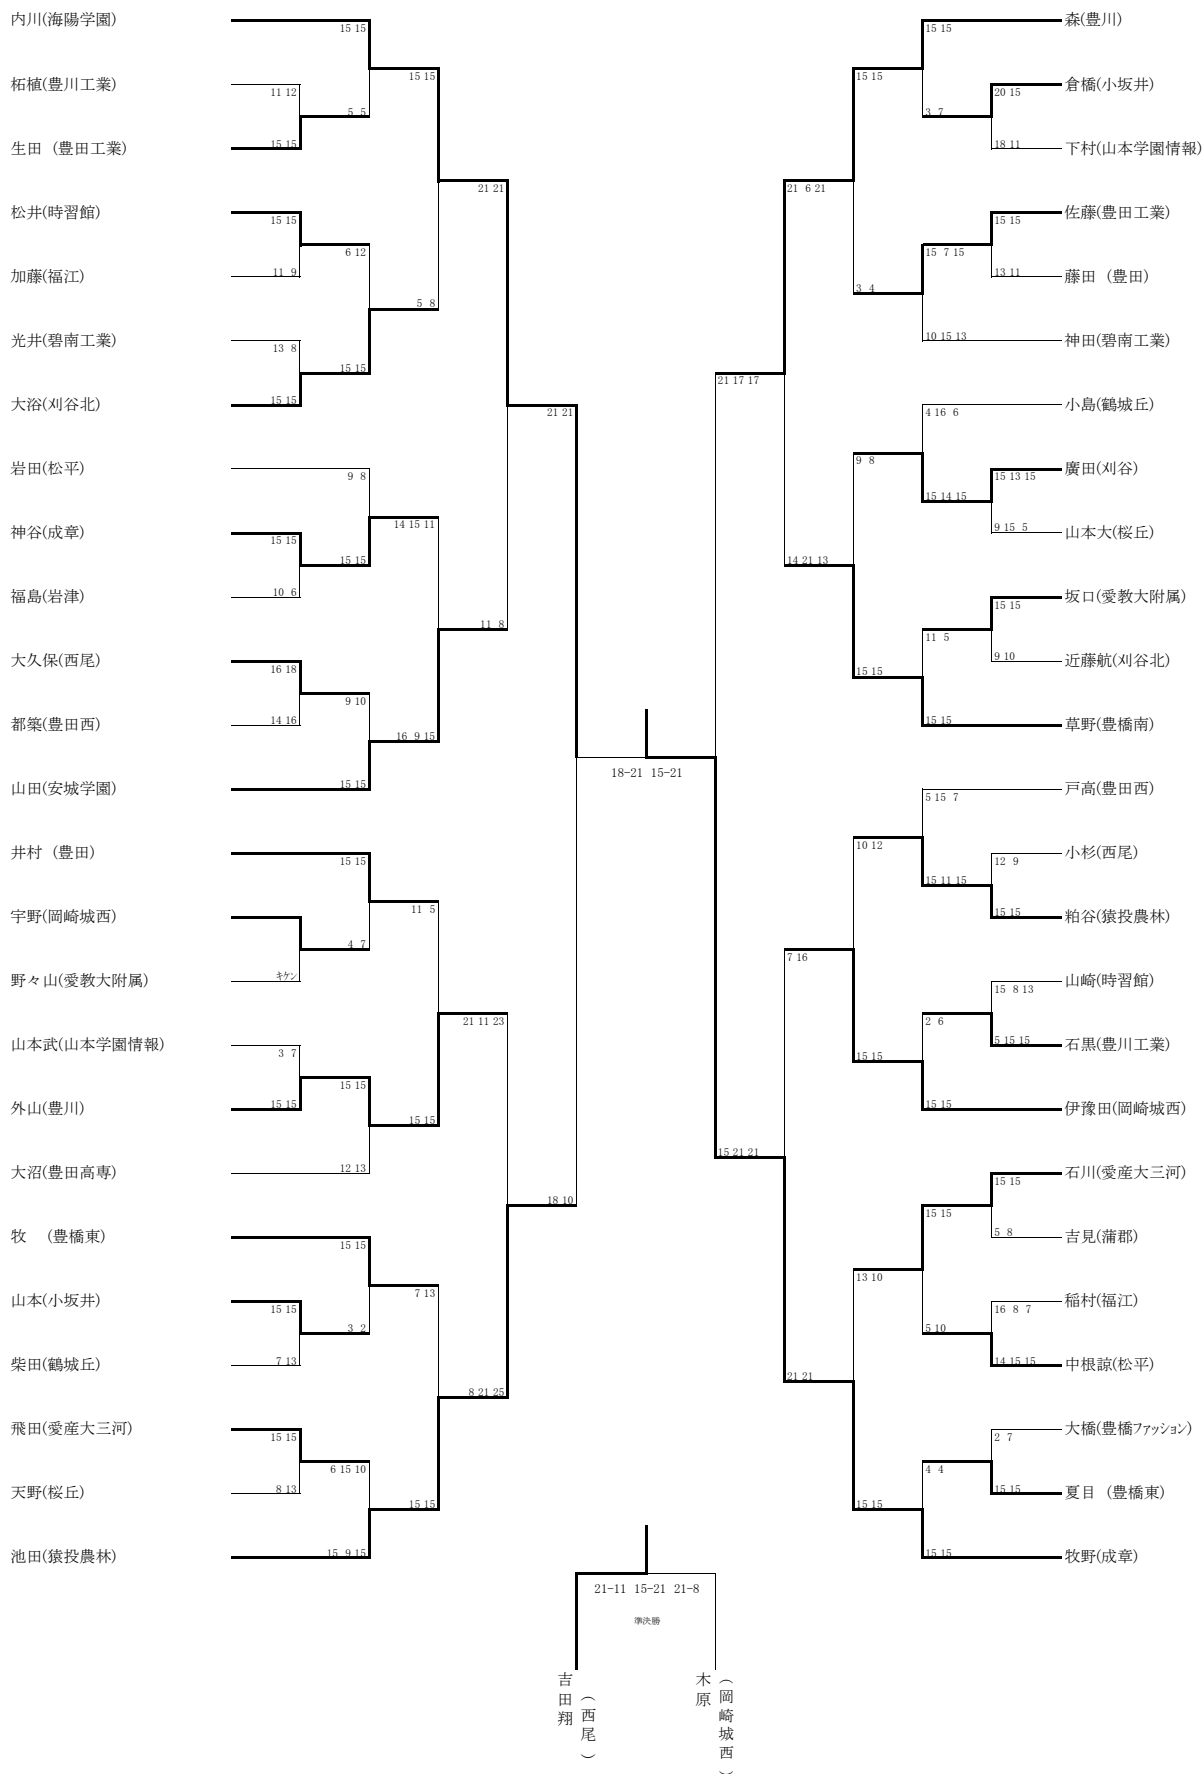 内川(海陽学園)
15 15
柘植(豊川工業)
11 12
15 15
5 5
生田（豊田工業）
15 15
松井(時習館)
15 15
21 21
6 12
加藤(福江)
11 9
5 8
光井(碧南工業)
13 8
15 15
大浴(刈谷北)
15 15
21 21
岩田(松平)
9 8
神谷(成章)
15 15
14 15 11
15 15
福島(岩津)
10 6
11 8
大久保(西尾)
16 18
9 10
都築(豊田西)
14 16
16 9 15
山田(安城学園)
15 15
井村（豊田）
15 15
宇野(岡崎城西)
11 5
4 7
野々山(愛教大附属)
キケン
21 11 23
山本武(山本学園情報)
3 7
15 15
外山(豊川)
15 15
15 15
大沼(豊田高専)
12 13
18 10
牧　（豊橋東）
15 15
山本(小坂井)
15 15
7 13
3 2
柴田(鶴城丘)
7 13
8 21 25
飛田(愛産大三河)
15 15
6 15 10
天野(桜丘)
8 13
15 15
池田(猿投農林)
15 9 15
18-21 15-21
森(豊川)
15 15
倉橋(小坂井)
20 15
15 15
3 7
下村(山本学園情報)
18 11
佐藤(豊田工業)
15 15
21 6 21
15 7 15
藤田（豊田）
13 11
3 4
神田(碧南工業)
10 15 13
21 17 17
小島(鶴城丘)
4 16 6
廣田(刈谷)
15 13 15
9 8
15 14 15
山本大(桜丘)
9 15 5
14 21 13
坂口(愛教大附属)
15 15
11 5
近藤航(刈谷北)
9 10
15 15
草野(豊橋南)
15 15
戸高(豊田西)
5 15 7
小杉(西尾)
12 9
10 12
15 11 15
粕谷(猿投農林)
15 15
7 16
山崎(時習館)
15 8 13
2 6
石黒(豊川工業)
5 15 15
15 15
伊豫田(岡崎城西)
15 15
15 21 21
石川(愛産大三河)
15 15
15 15
吉見(蒲郡)
5 8
13 10
稲村(福江)
16 8 7
5 10
中根諒(松平)
14 15 15
21 21
大橋(豊橋ファッション)
2 7
4 4
夏目（豊橋東）
15 15
15 15
牧野(成章)
15 15
21-11 15-21 21-8
準決勝
吉田翔
（西尾）
木原
（岡崎城西）